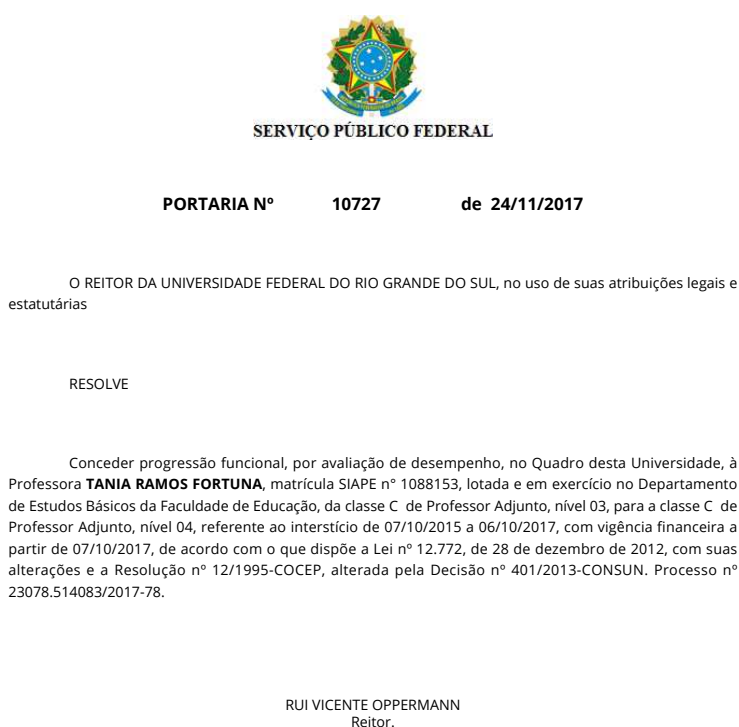 SERVIÇO PÚBLICO FEDERAL
PORTARIA Nº 10727 de 24/11/2017
O REITOR DA UNIVERSIDADE FEDERAL DO RIO GRANDE DO SUL, no uso de suas atribuições legais e
estatutárias
RESOLVE
Conceder progressão funcional, por avaliação de desempenho, no Quadro desta Universidade, à
Professora TANIA RAMOS FORTUNA, matrícula SIAPE n° 1088153, lotada e em exercício no Departamento
de Estudos Básicos da Faculdade de Educação, da classe C de Professor Adjunto, nível 03, para a classe C de
Professor Adjunto, nível 04, referente ao interstício de 07/10/2015 a 06/10/2017, com vigência financeira a
partir de 07/10/2017, de acordo com o que dispõe a Lei nº 12.772, de 28 de dezembro de 2012, com suas
alterações e a Resolução nº 12/1995-COCEP, alterada pela Decisão nº 401/2013-CONSUN. Processo nº
23078.514083/2017-78.
RUI VICENTE OPPERMANN
Reitor.